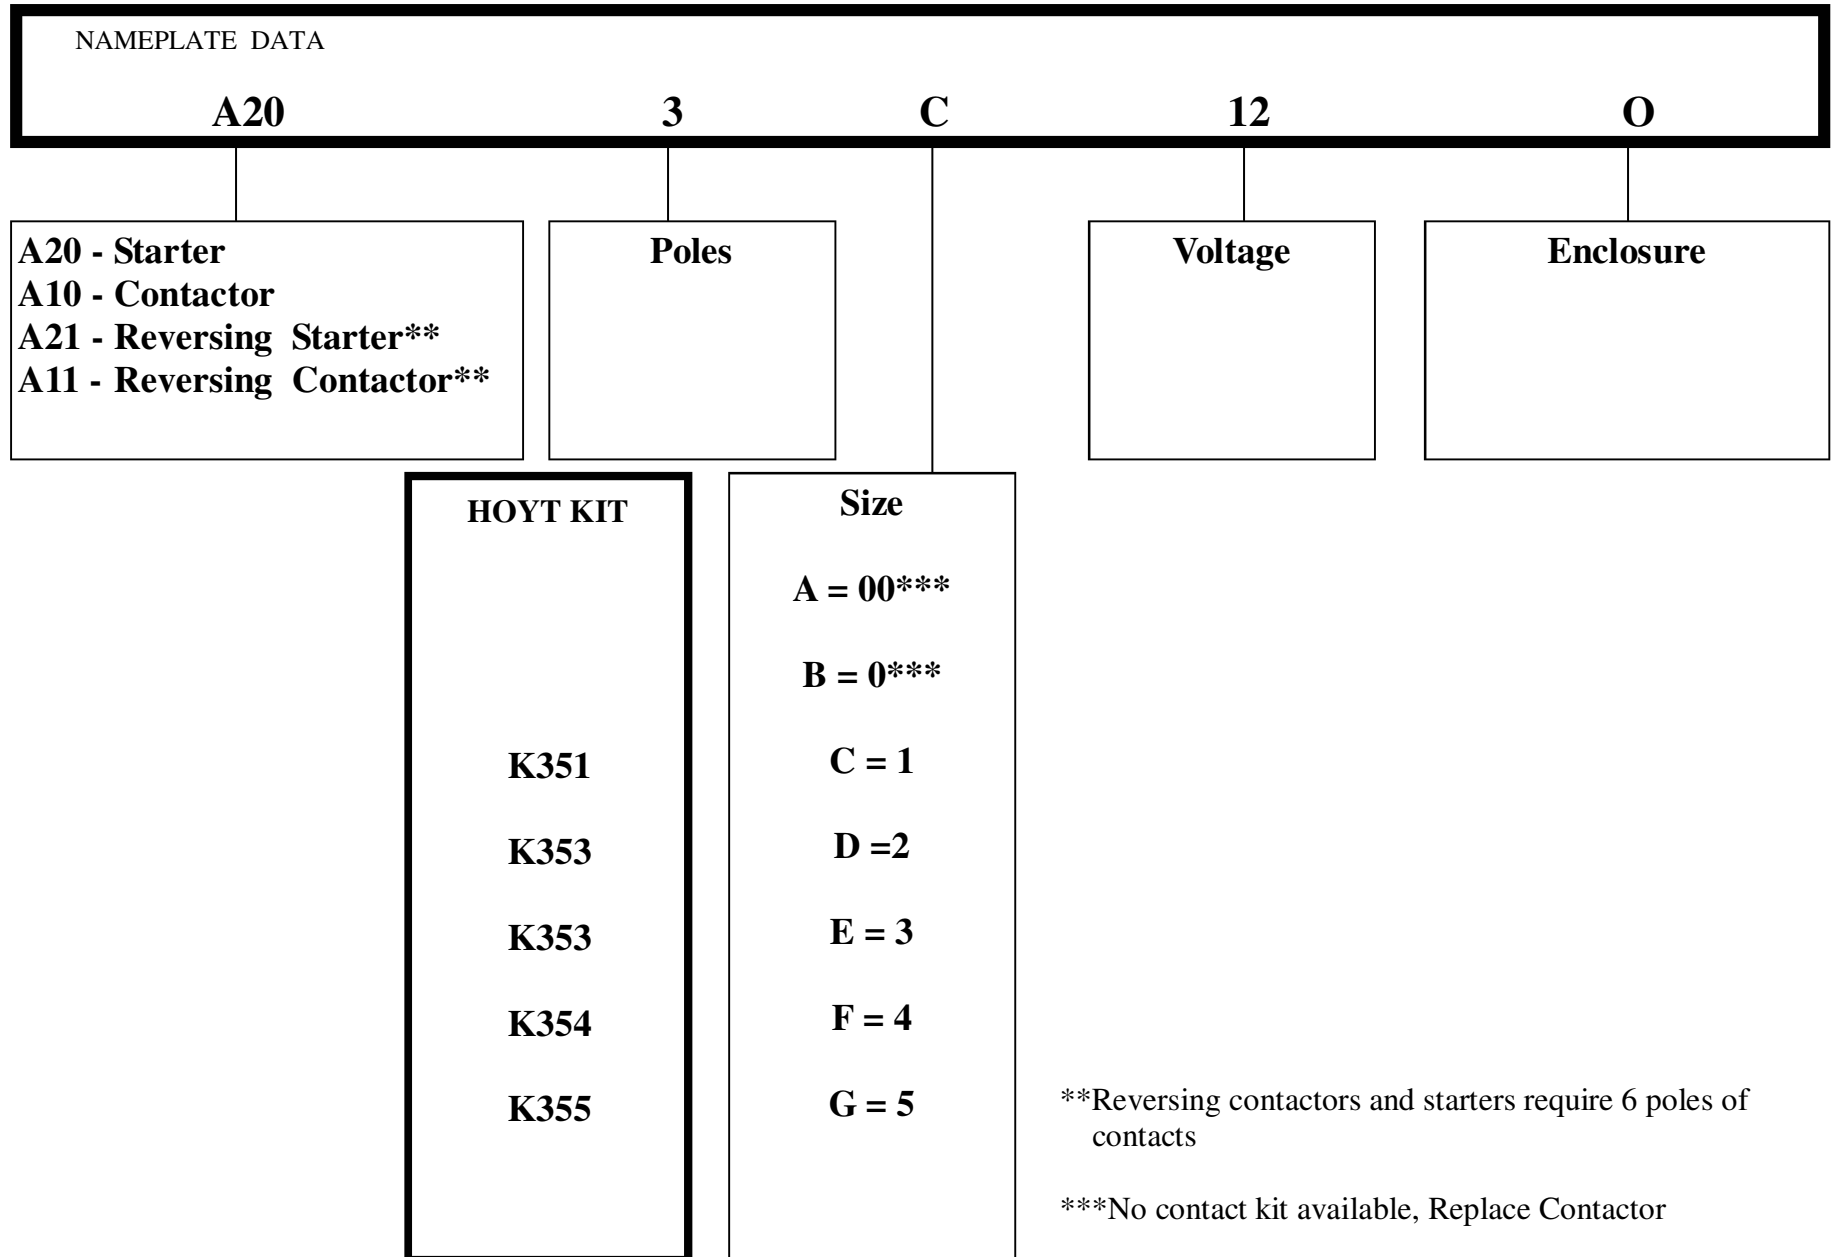 NAMEPLATE DATA
A20 3 C 12 O
A20 - Starter
A10 - Contactor
A21 - Reversing Starter**
A11 - Reversing Contactor**
Poles
Voltage
Enclosure
HOYT KIT
K351
K353
K353
K354
K355
Size
A = 00***
B = 0***
C = 1
D =2
E = 3
F = 4
G = 5
**Reversing contactors and starters require 6 poles of
contacts
***No contact kit available, Replace Contactor